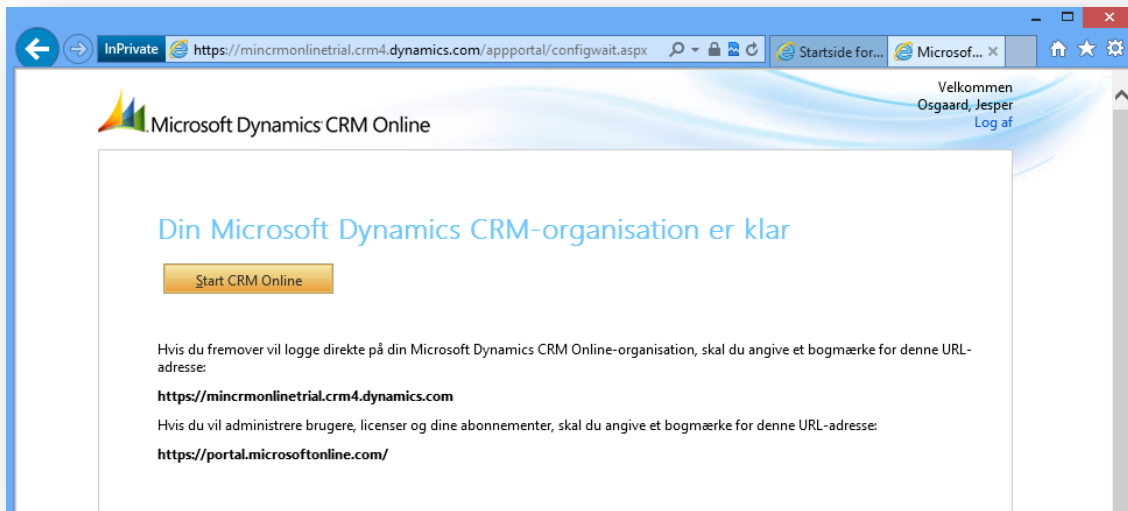 InPrivate
https://mincrmonlinetrial.crm4.dynamics.com/appportal/configwait.aspx
Startside for...
Microsof...
Velkommen
Osgaard, Jesper
Log af
Microsoft Dynamics CRM Online
Din Microsoft Dynamics CRM-organisation er klar
Start CRM Online
Hvis du fremover vil logge direkte på din Microsoft Dynamics CRM Online-organisation, skal du angive et bogmærke for denne URL-
adresse:
https://mincrmonlinetrial.crm4.dynamics.com
Hvis du vil administrere brugere, licenser og dine abonnementer, skal du angive et bogmærke for denne URL-adresse:
https://portal.microsoftonline.com/